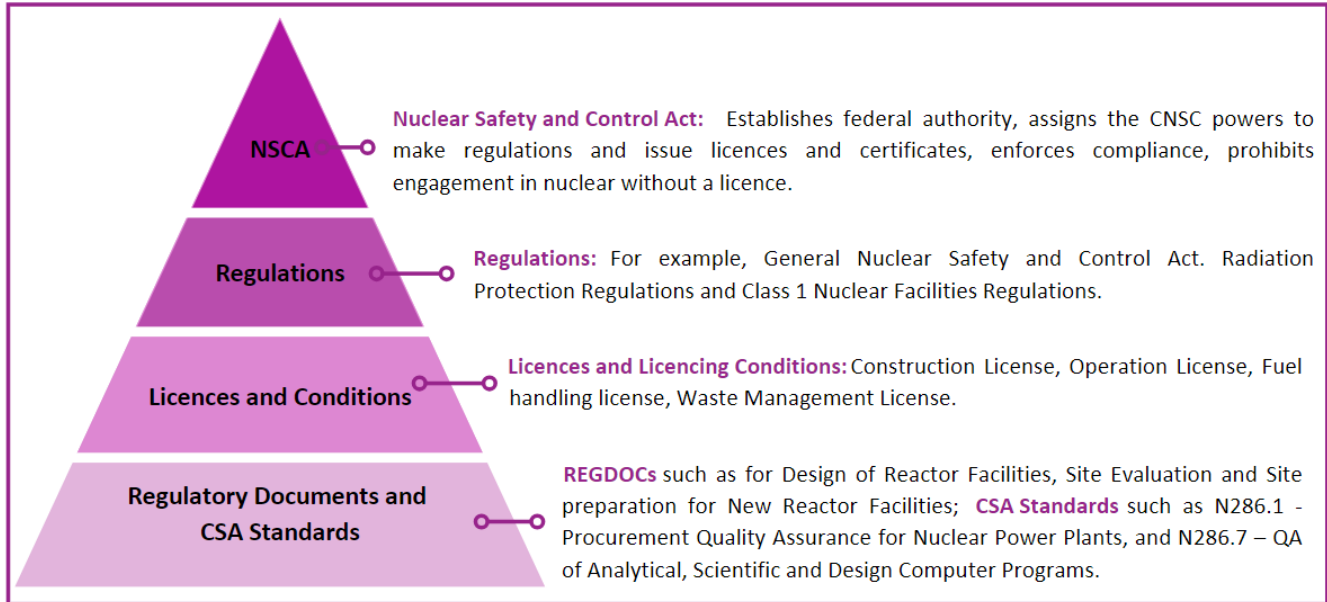 NSCA
Nuclear Safety and Control Act: Establishes federal authority, assigns the CNSC powers to
make regulations and issue licences and certificates, enforces compliance, prohibits
engagement in nuclear without a licence.
Regulations
Regulations: For example, General Nuclear Safety and Control Act. Radiation
Protection Regulations and Class 1 Nuclear Facilities Regulations.
Licences and Conditions
Licences and Licencing Conditions: Construction License, Operation License, Fuel
handling license, Waste Management License.
Regulatory Documents and
CSA Standards
REGDOCs such as for Design of Reactor Facilities, Site Evaluation and Site
preparation for New Reactor Facilities; CSA Standards such as N286.1 -
Procurement Quality Assurance for Nuclear Power Plants, and N286.7 – QA
of Analytical, Scientific and Design Computer Programs.